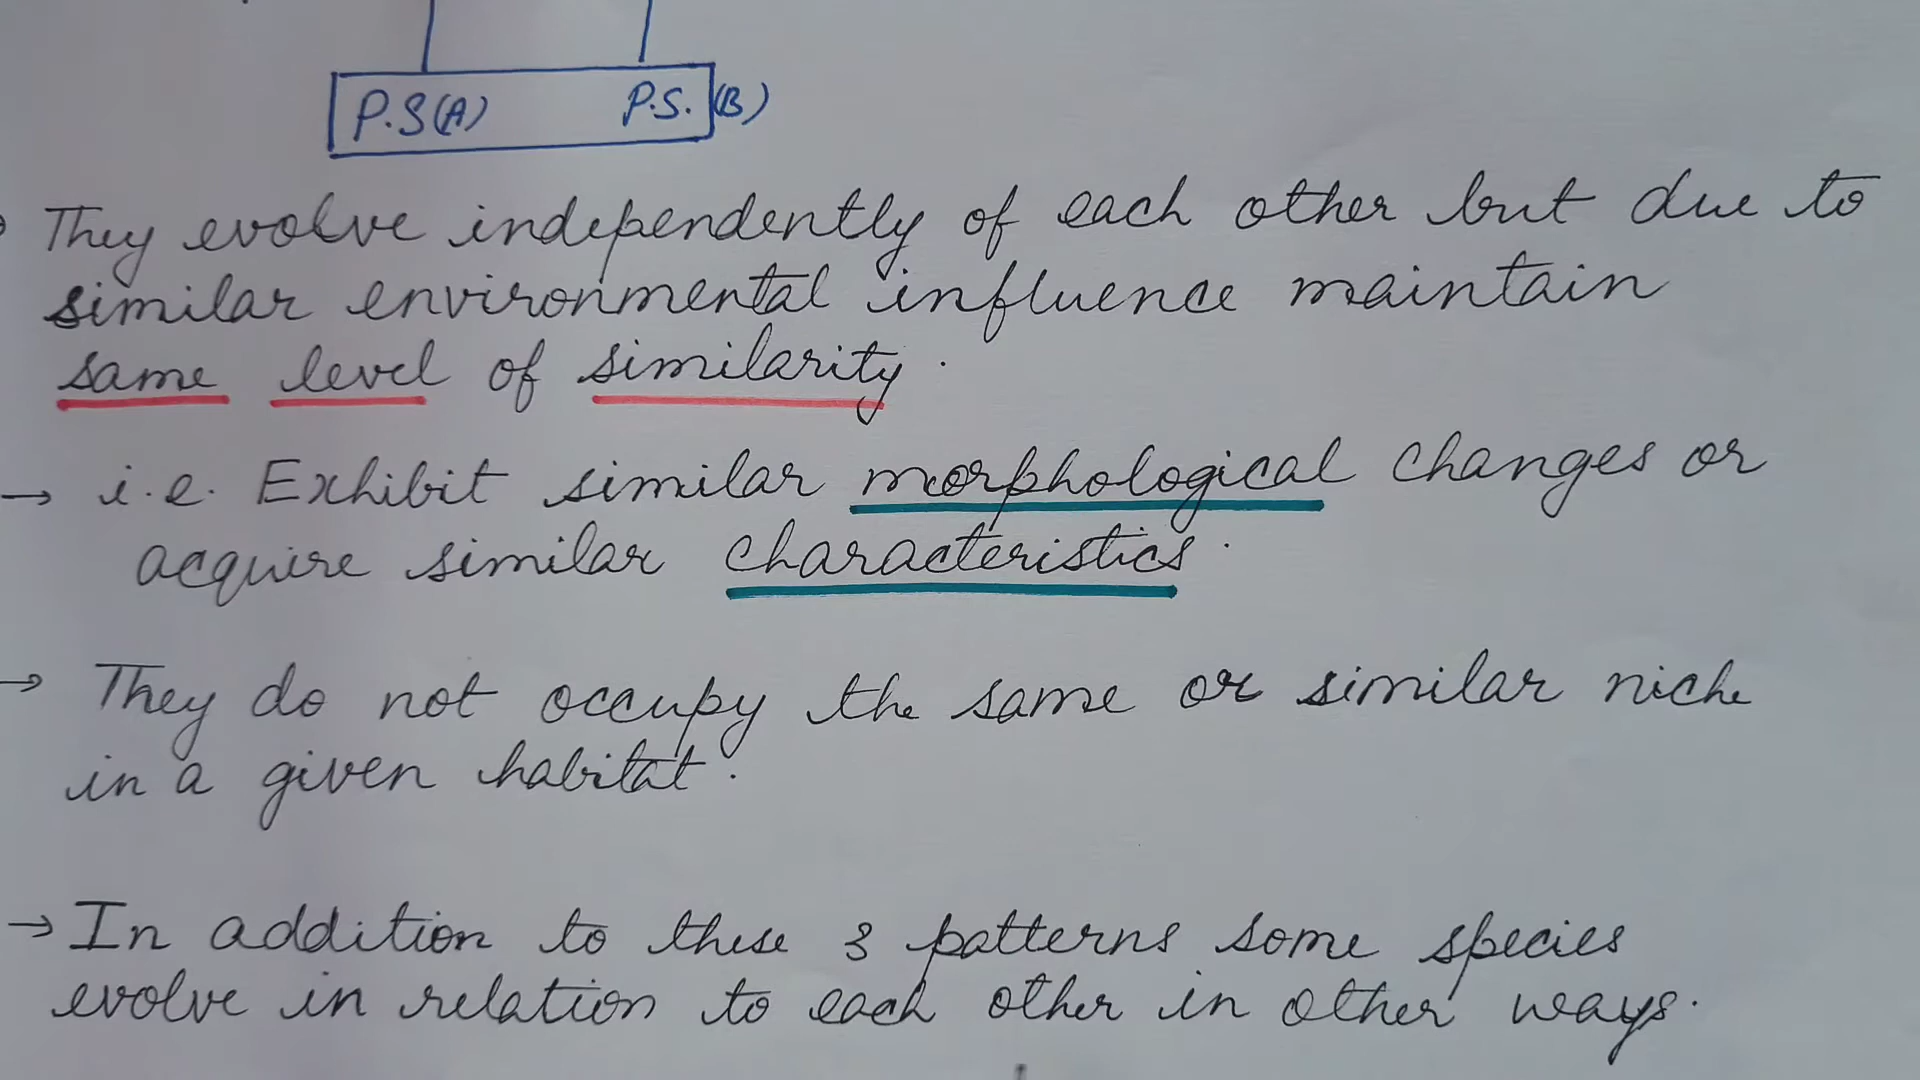 P.S(A) P.S. (B)
They evolve independently of each other but due to
similar environmental influence maintain
same level of similarity.
→ i.e. Exhibit similar morphological changes or
acquire similar characteristics.
→ They do not occupy the same or similar niche
in a given habitat.
→ In addition to these 3 patterns some species
evolve in relation to each other in other ways.